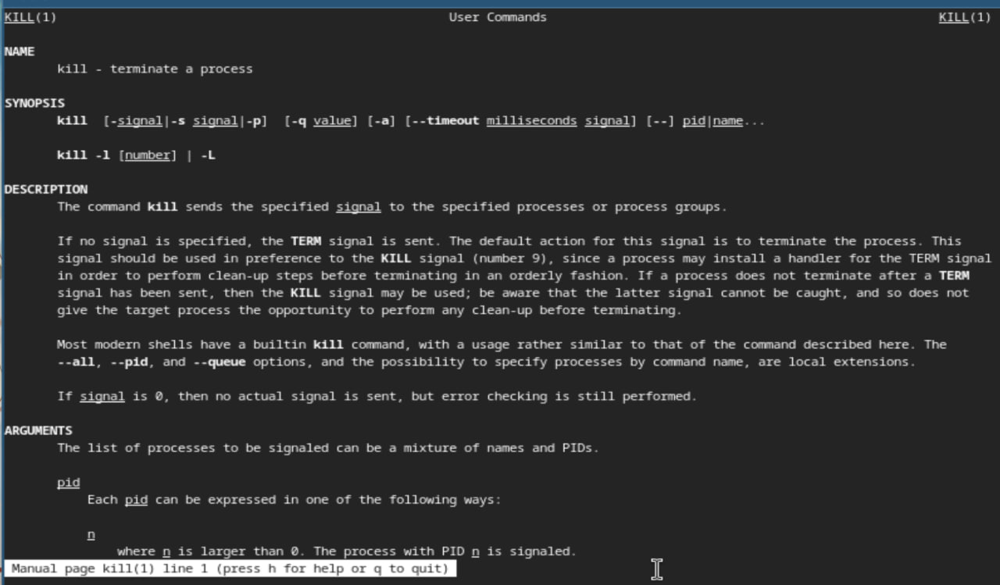 KILL(1) User Commands KILL(1)
NAME
kill - terminate a process
SYNOPSIS
kill [-signal|-s signal|-p] [-q value] [-a] [--timeout milliseconds signal] [--] pid|name...
kill -l [number] | -L
DESCRIPTION
The command kill sends the specified signal to the specified processes or process groups.
If no signal is specified, the TERM signal is sent. The default action for this signal is to terminate the process. This
signal should be used in preference to the KILL signal (number 9), since a process may install a handler for the TERM signal
in order to perform clean-up steps before terminating in an orderly fashion. If a process does not terminate after a TERM
signal has been sent, then the KILL signal may be used; be aware that the latter signal cannot be caught, and so does not
give the target process the opportunity to perform any clean-up before terminating.
Most modern shells have a builtin kill command, with a usage rather similar to that of the command described here. The
--all, --pid, and --queue options, and the possibility to specify processes by command name, are local extensions.
If signal is 0, then no actual signal is sent, but error checking is still performed.
ARGUMENTS
The list of processes to be signaled can be a mixture of names and PIDs.
pid
Each pid can be expressed in one of the following ways:
n
where n is larger than 0. The process with PID n is signaled.
Manual page kill(1) line 1 (press h for help or q to quit)